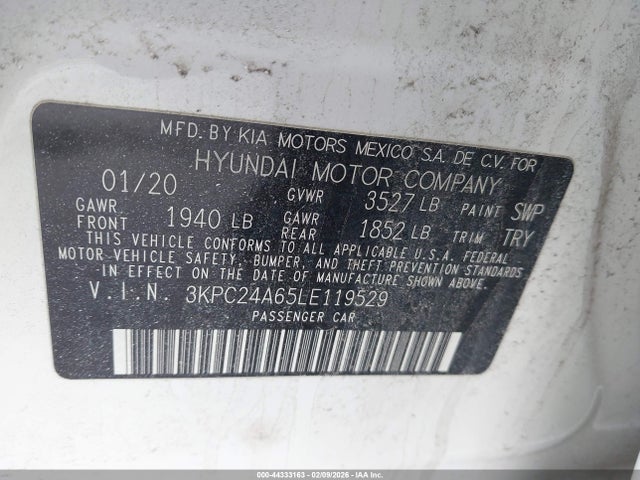 MFD. BY KIA MOTORS MEXICO S.A. DE C.V. FOR
HYUNDAI MOTOR COMPANY
01/20 GVWR 3527 LB PAINT SWP
GAWR FRONT 1940 LB GAWR REAR 1852 LB TRIM TRY
THIS VEHICLE CONFORMS TO ALL APPLICABLE U.S.A. FEDERAL
MOTOR VEHICLE SAFETY, BUMPER, AND THEFT PREVENTION STANDARDS
IN EFFECT ON THE DATE OF MANUFACTURE SHOWN ABOVE.
V.I.N. 3KPC24A65LE119529
PASSENGER CAR
000-44333163 - 02/09/2026 - IAAI INC.